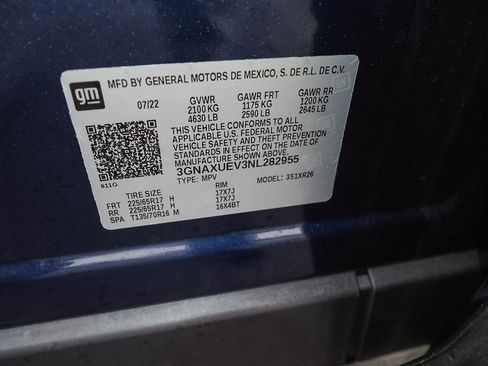 gm
MFD BY GENERAL MOTORS DE MEXICO, S. DE R.L. DE C.V.
07/22 GVWR GAWR FRT GAWR RR
2100 KG 1175 KG 1200 KG
4630 LB 2590 LB 2645 LB
THIS VEHICLE CONFORMS TO ALL
APPLICABLE U.S. FEDERAL MOTOR
VEHICLE SAFETY AND THEFT PREVENTION
STANDARDS IN EFFECT ON THE DATE OF
MANUFACTURE SHOWN ABOVE.
3GNAXUEV3NL282955
611G TYPE: MPV MODEL: 351XR26
TIRE SIZE RIM
FRT 225/65R17 H 17X7J
RR 225/65R17 H 17X7J
SPA T135/70R16 M 16X4BT